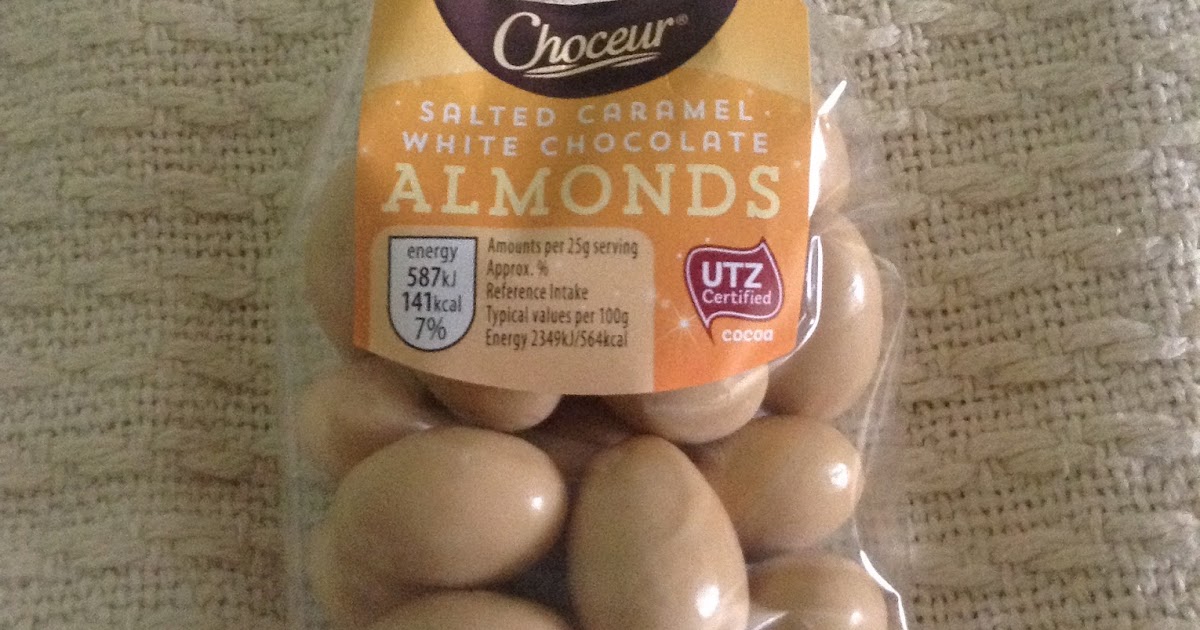 Choceur®
SALTED CARAMEL
WHITE CHOCOLATE
ALMONDS
energy
587kJ
141kcal
7%
Amounts per 25g serving
Approx. %
Reference Intake
Typical values per 100g
Energy 2349kJ/564kcal
UTZ
Certified
cocoa